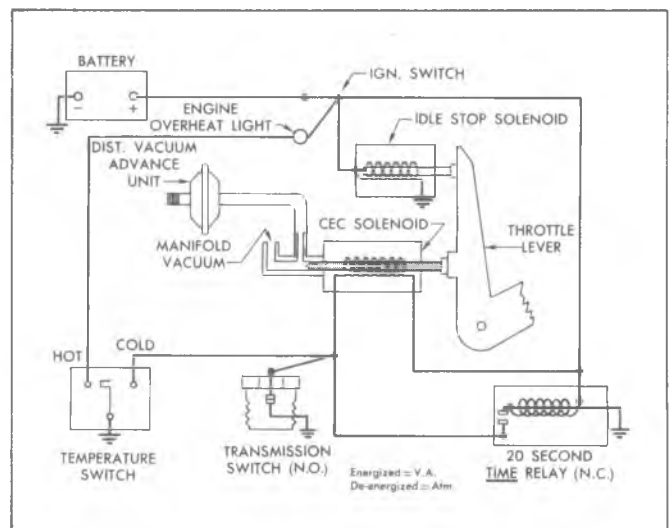 BATTERY
IGN. SWITCH
ENGINE
OVERHEAT LIGHT
IDLE STOP SOLENOID
DIST. VACUUM
ADVANCE
UNIT
CEC SOLENOID
MANIFOLD
VACUUM
THROTTLE
LEVER
HOT
COLD
TEMPERATURE
SWITCH
TRANSMISSION
SWITCH (N.O.)
Energized = V.A.
De-energized = Atm
20 SECOND
TIME RELAY (N.C.)